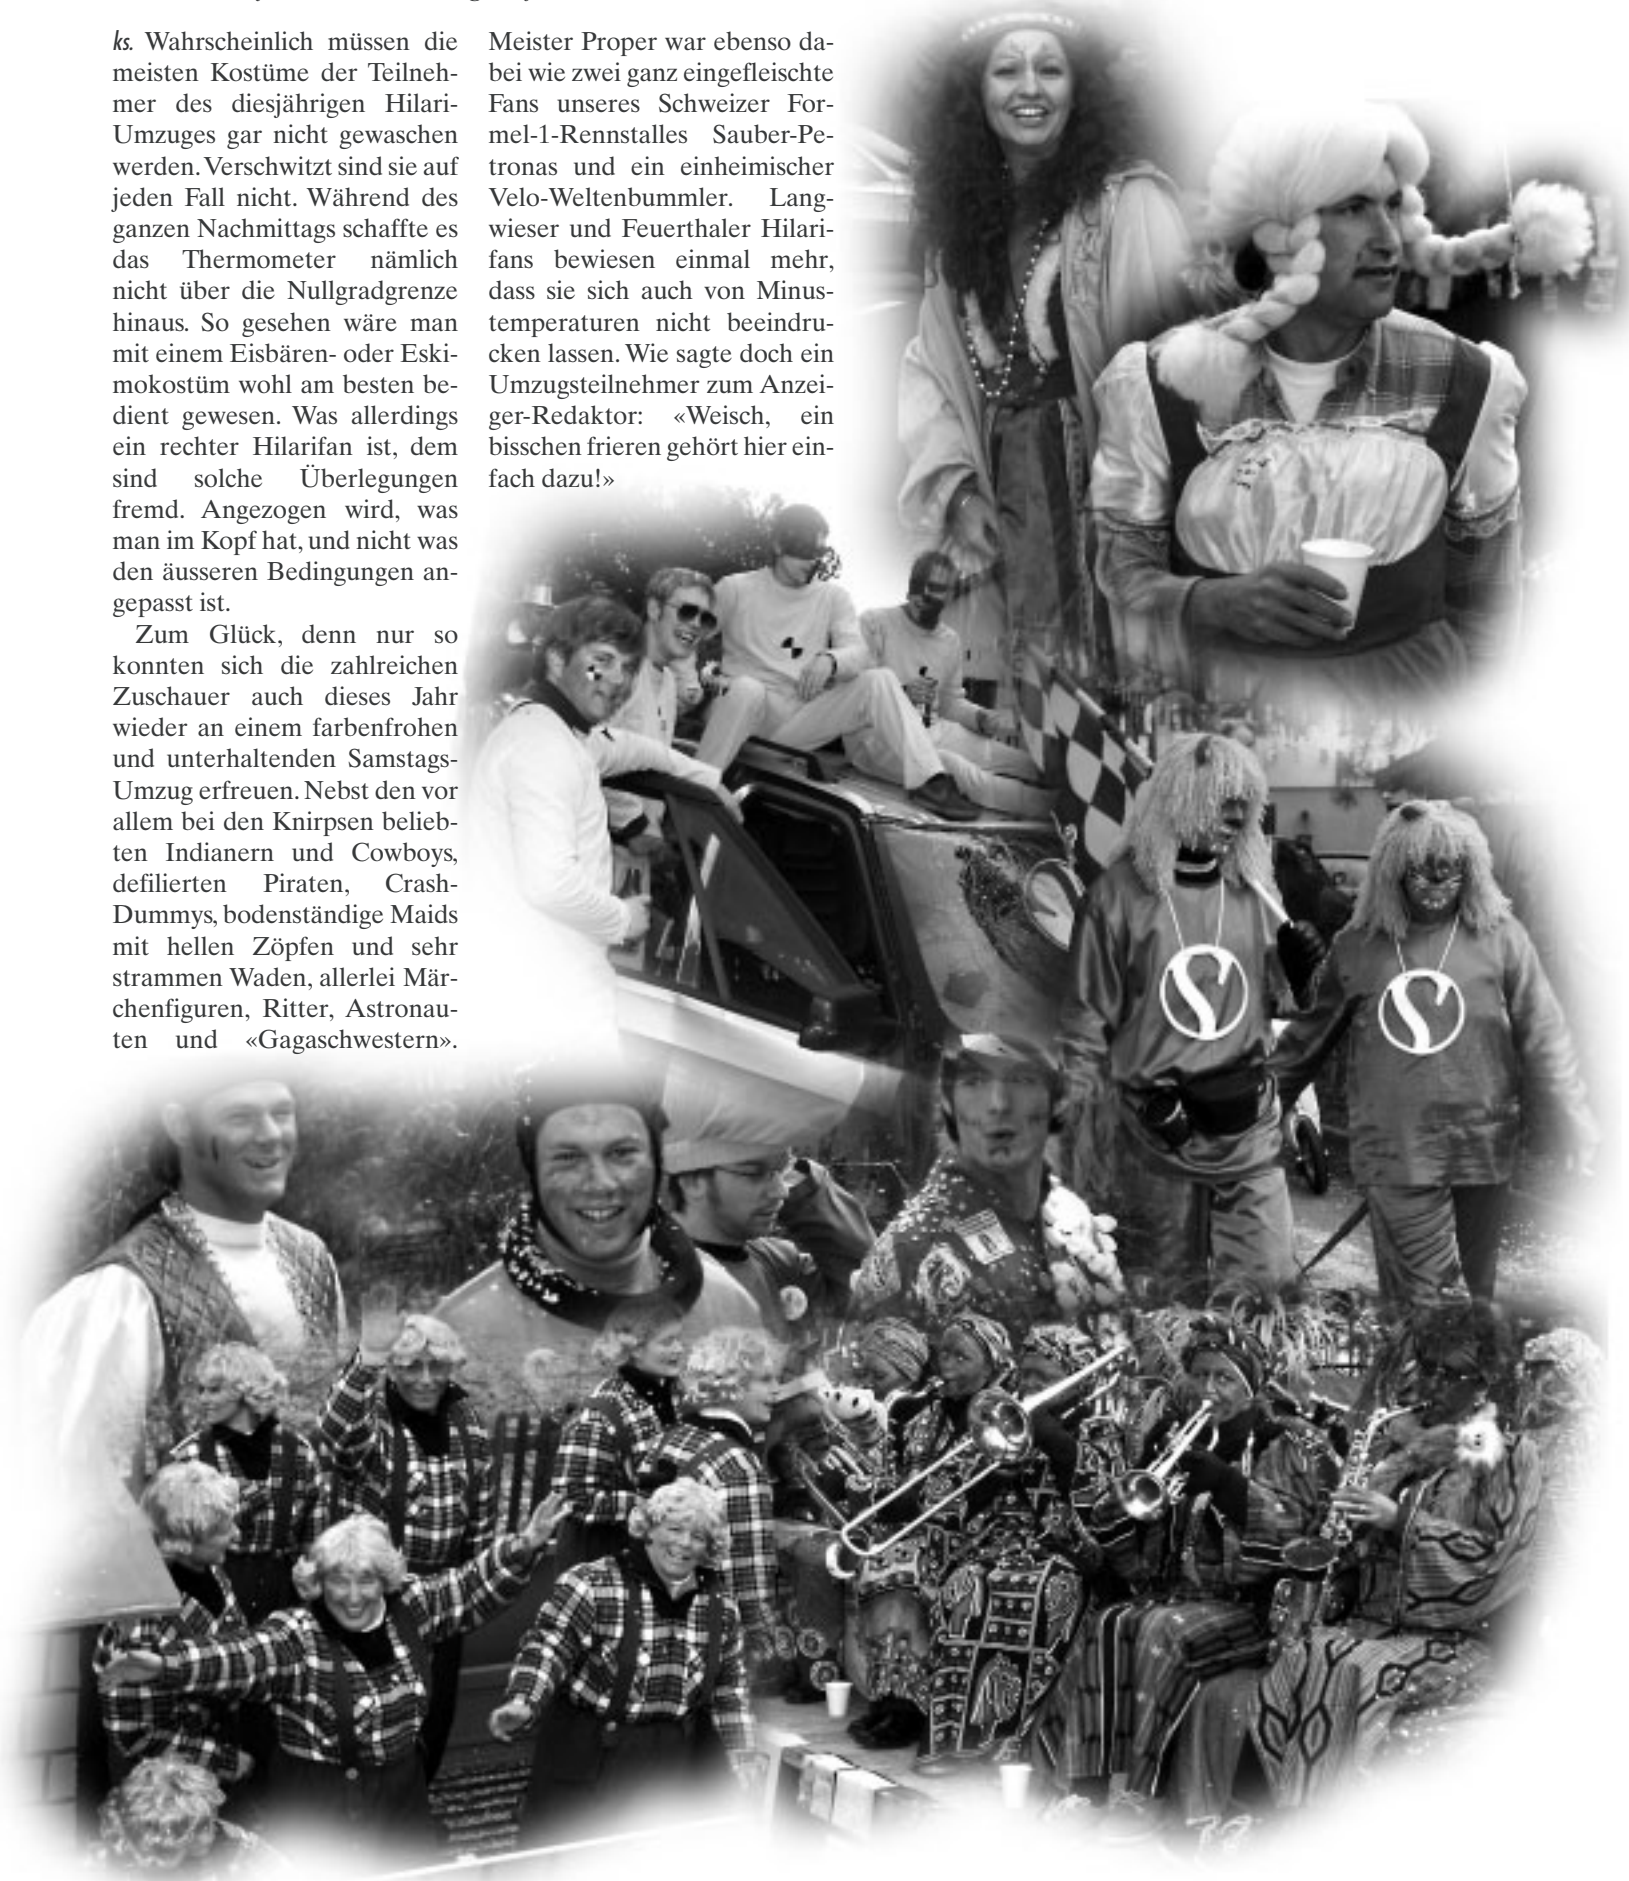 ks. Wahrscheinlich müssen die
meisten Kostüme der Teilneh-
mer des diesjährigen Hilari-
Umzuges gar nicht gewaschen
werden. Verschwitzt sind sie auf
jeden Fall nicht. Während des
ganzen Nachmittags schaffte es
das Thermometer nämlich
nicht über die Nullgradgrenze
hinaus. So gesehen wäre man
mit einem Eisbären- oder Eski-
mokostüm wohl am besten be-
dient gewesen. Was allerdings
ein rechter Hilarifan ist, dem
sind solche Überlegungen
fremd. Angezogen wird, was
man im Kopf hat, und nicht was
den äusseren Bedingungen an-
gepasst ist.
Zum Glück, denn nur so
konnten sich die zahlreichen
Zuschauer auch dieses Jahr
wieder an einem farbenfrohen
und unterhaltenden Samstags-
Umzug erfreuen. Nebst den vor
allem bei den Knirpsen belieb-
ten Indianern und Cowboys,
defilierten Piraten, Crash-
Dummys, bodenständige Maids
mit hellen Zöpfen und sehr
strammen Waden, allerlei Mär-
chenfiguren, Ritter, Astronau-
ten und «Gagaschwestern».
Meister Proper war ebenso da-
bei wie zwei ganz eingefleischte
Fans unseres Schweizer For-
mel-1-Rennstalles Sauber-Pe-
tronas und ein einheimischer
Velo-Weltenbummler. Lang-
wieser und Feuerthaler Hilari-
fans bewiesen einmal mehr,
dass sie sich auch von Minus-
temperaturen nicht beeindru-
cken lassen. Wie sagte doch ein
Umzugsteilnehmer zum Anzei-
ger-Redaktor: «Weisch, ein
bisschen frieren gehört hier ein-
fach dazu!»
S
S